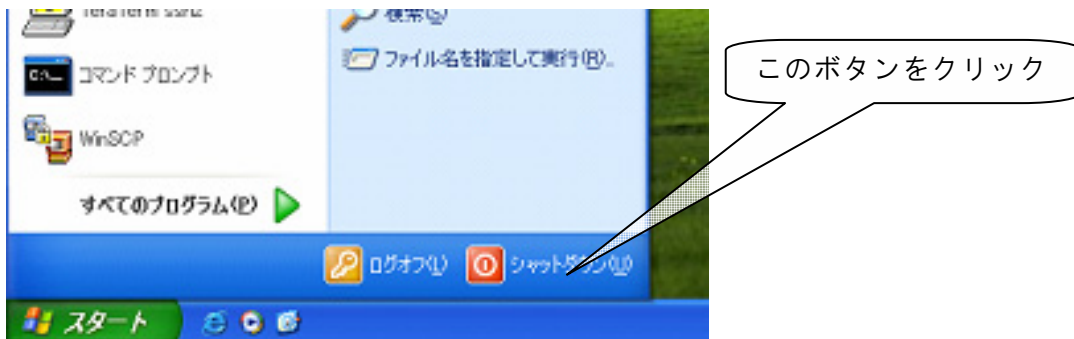 TeraTerm SSH2
検索(S)
コマンド プロンプト
ファイル名を指定して実行(R)...
このボタンをクリック
WinSCP
すべてのプログラム(P)
ログオフ(L)
シャットダウン(U)
スタート